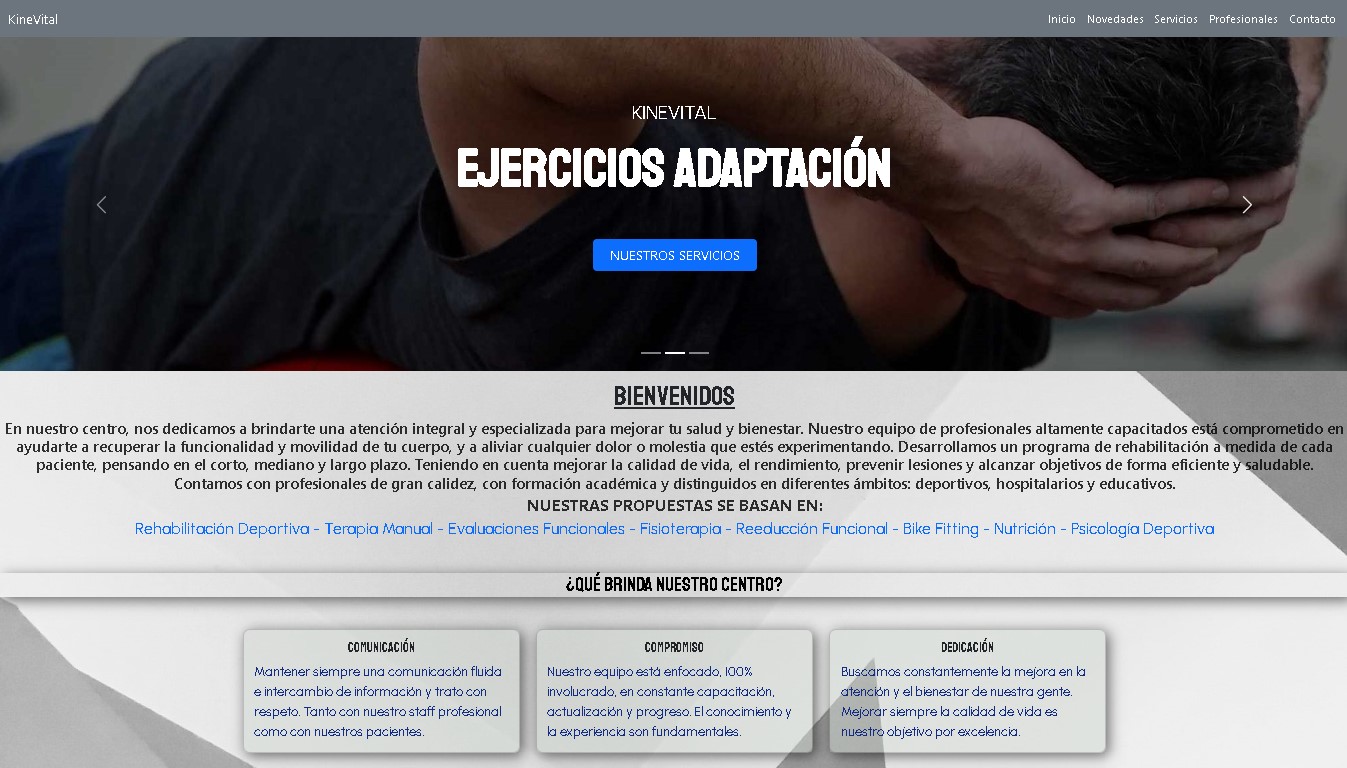 KineVital
Inicio Novedades Servicios Profesionales Contacto
KINEVITAL
EJERCICIOS ADAPTACIÓN
NUESTROS SERVICIOS
BIENVENIDOS
En nuestro centro, nos dedicamos a brindarte una atención integral y especializada para mejorar tu salud y bienestar. Nuestro equipo de profesionales altamente capacitados está comprometido en
ayudarte a recuperar la funcionalidad y movilidad de tu cuerpo, y a aliviar cualquier dolor o molestia que estés experimentando. Desarrollamos un programa de rehabilitación a medida de cada
paciente, pensando en el corto, mediano y largo plazo. Teniendo en cuenta mejorar la calidad de vida, el rendimiento, prevenir lesiones y alcanzar objetivos de forma eficiente y saludable.
Contamos con profesionales de gran calidez, con formación académica y distinguidos en diferentes ámbitos: deportivos, hospitalarios y educativos.
NUESTRAS PROPUESTAS SE BASAN EN:
Rehabilitación Deportiva - Terapia Manual - Evaluaciones Funcionales - Fisioterapia - Reeducción Funcional - Bike Fitting - Nutrición - Psicología Deportiva
¿QUÉ BRINDA NUESTRO CENTRO?
COMUNICACIÓN
Mantener siempre una comunicación fluida
e intercambio de información y trato con
respeto. Tanto con nuestro staff profesional
como con nuestros pacientes.
COMPROMISO
Nuestro equipo está enfocado, 100%
involucrado, en constante capacitación,
actualización y progreso. El conocimiento y
la experiencia son fundamentales.
DEDICACIÓN
Buscamos constantemente la mejora en la
atención y el bienestar de nuestra gente.
Mejorar siempre la calidad de vida es
nuestro objetivo por excelencia.